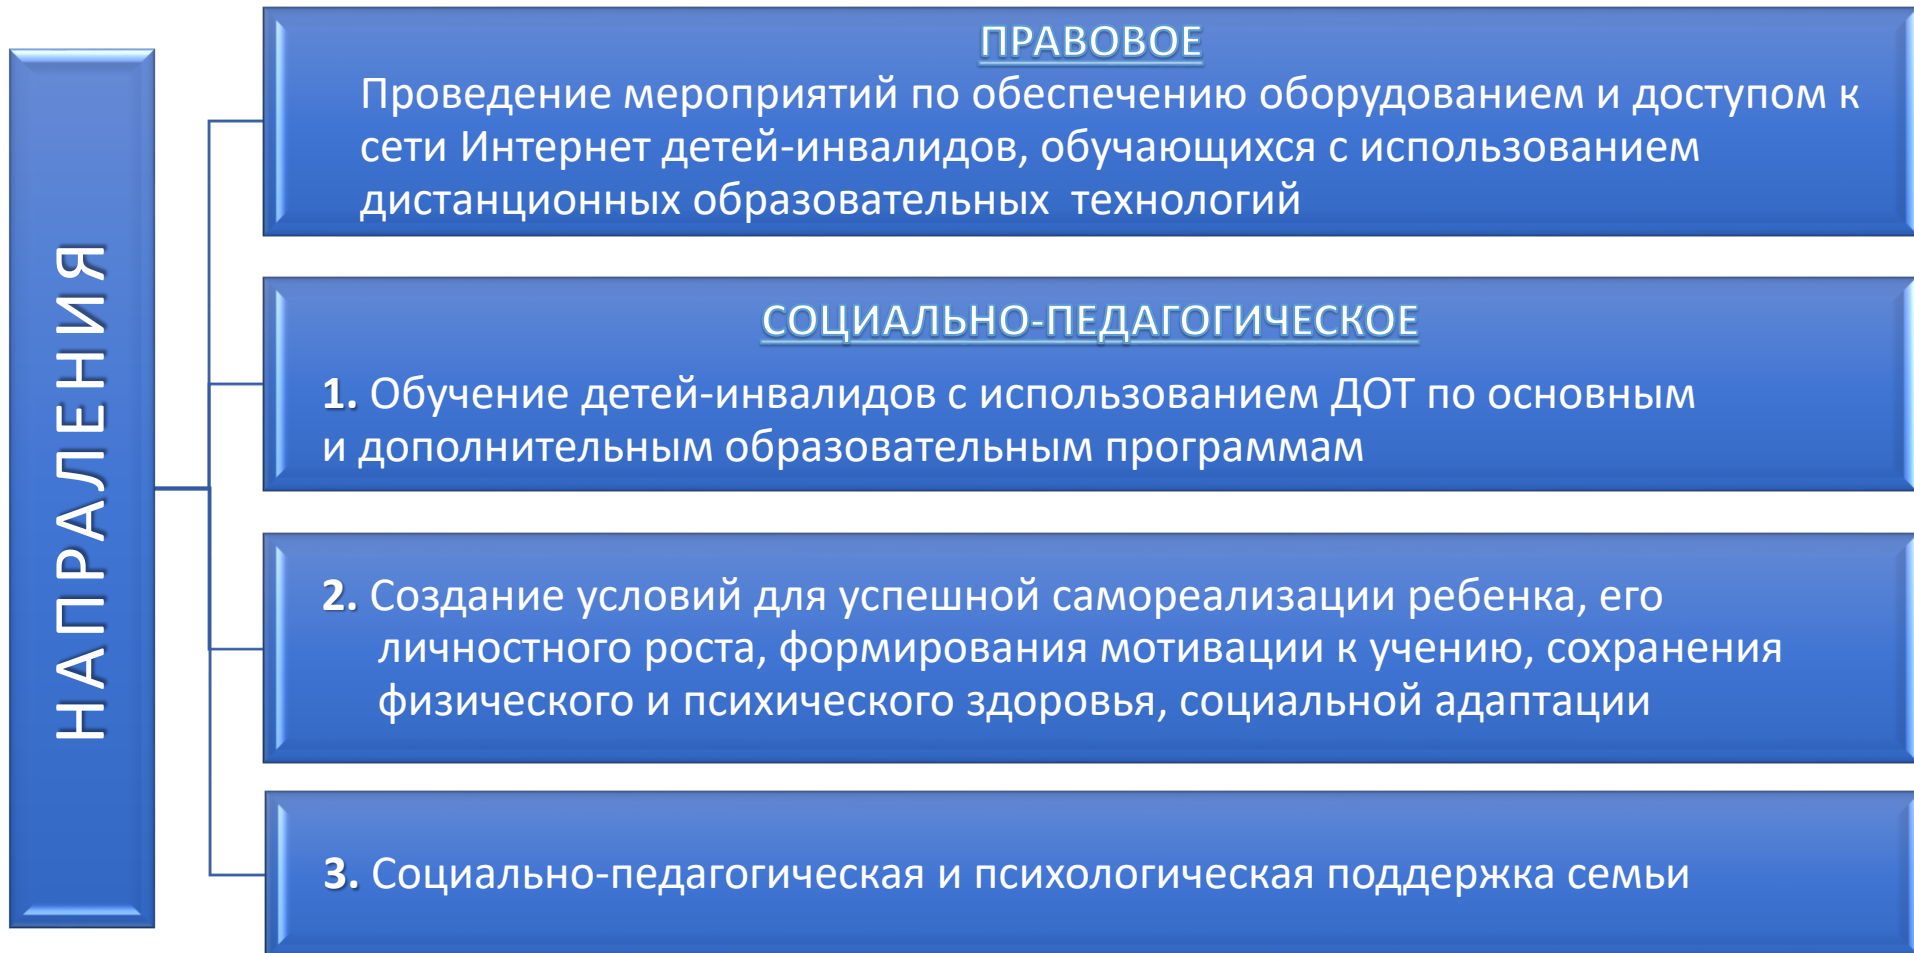 НАПРАЛЕНИЯ
ПРАВОВОЕ
Проведение мероприятий по обеспечению оборудованием и доступом к
сети Интернет детей-инвалидов, обучающихся с использованием
дистанционных образовательных технологий
СОЦИАЛЬНО-ПЕДАГОГИЧЕСКОЕ
1. Обучение детей-инвалидов с использованием ДОТ по основным
и дополнительным образовательным программам
2. Создание условий для успешной самореализации ребенка, его
личностного роста, формирования мотивации к учению, сохранения
физического и психического здоровья, социальной адаптации
3. Социально-педагогическая и психологическая поддержка семьи